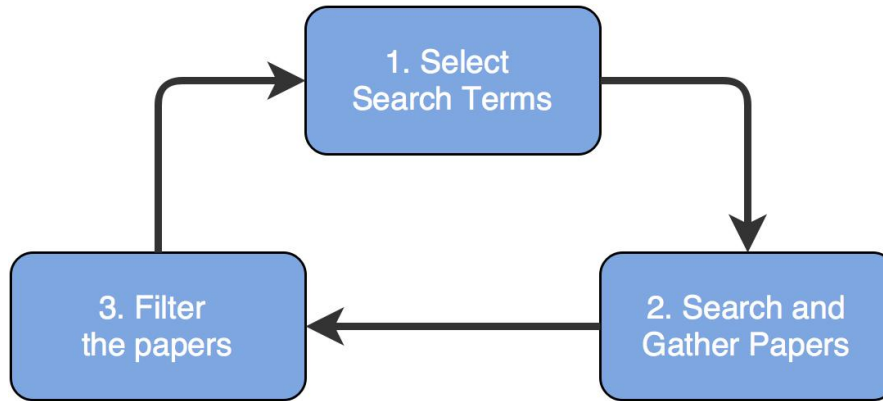 1. Select
Search Terms
2. Search and
Gather Papers
3. Filter
the papers